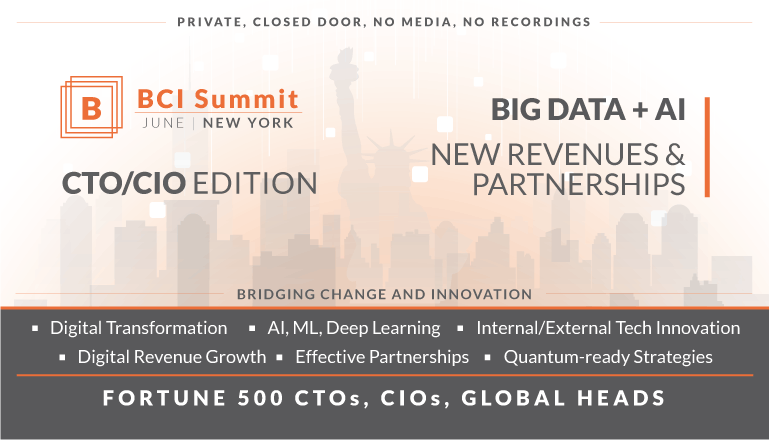 PRIVATE, CLOSED DOOR, NO MEDIA, NO RECORDINGS
B
BCI Summit
JUNE | NEW YORK
CTO/CIO EDITION
BIG DATA + AI
NEW REVENUES &
PARTNERSHIPS
BRIDGING CHANGE AND INNOVATION
▪ Digital Transformation ▪ AI, ML, Deep Learning ▪ Internal/External Tech Innovation
▪ Digital Revenue Growth ▪ Effective Partnerships ▪ Quantum-ready Strategies
FORTUNE 500 CTOs, CIOs, GLOBAL HEADS